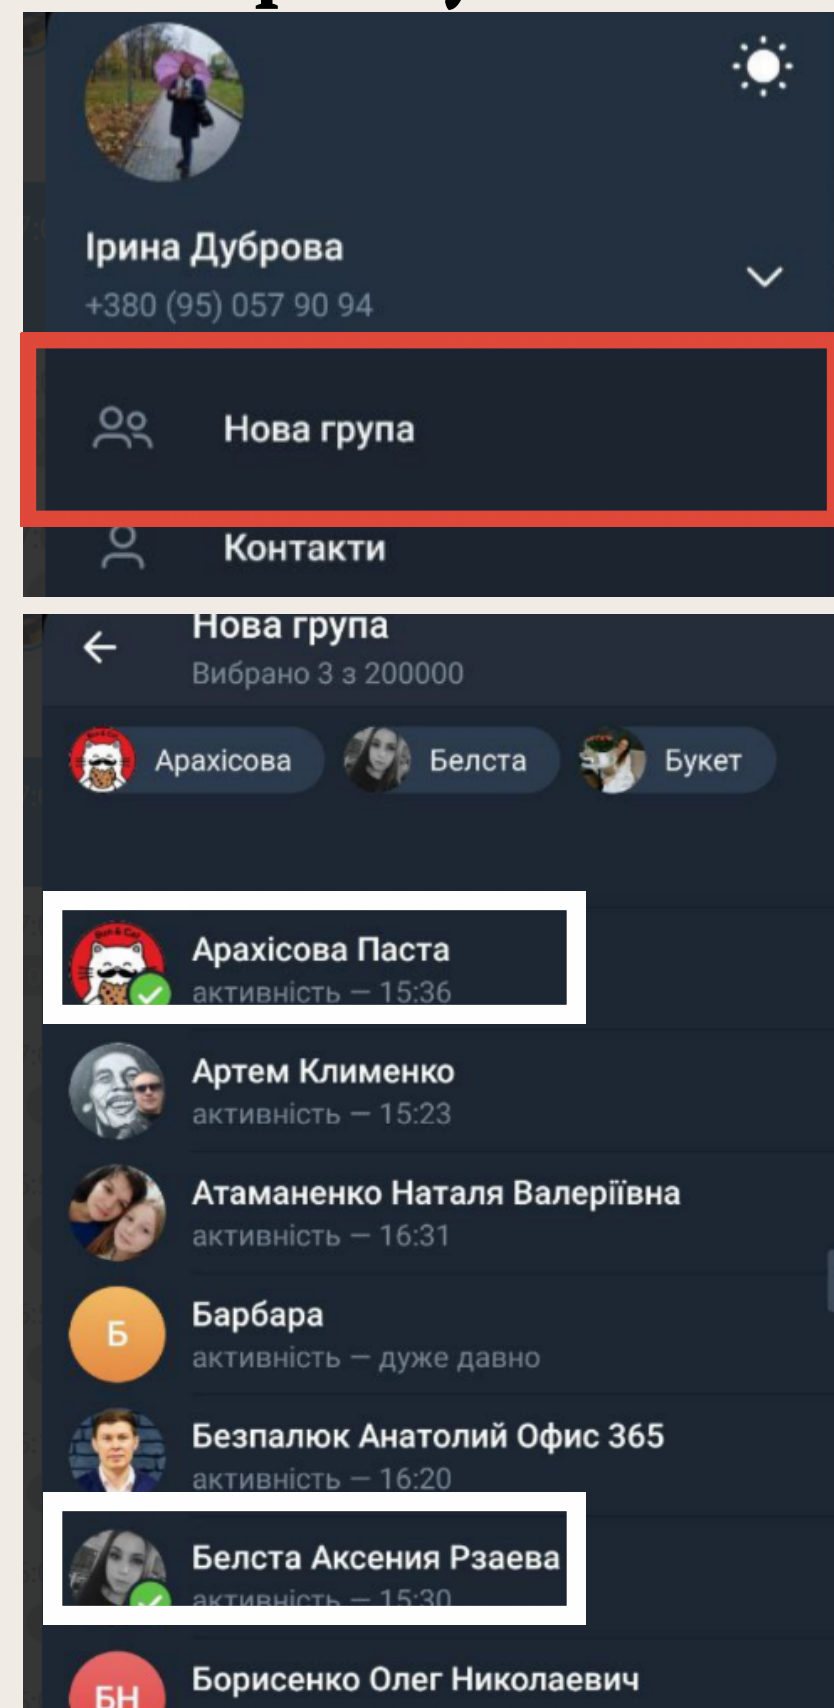 Ірина Дуброва
+380 (95) 057 90 94
Нова група
Контакти
Нова група
Вибрано 3 з 200000
Арахісова Белста Букет
Арахісова Паста
активність — 15:36
Артем Клименко
активність — 15:23
Атаманенко Наталя Валеріївна
активність — 16:31
Б
Барбара
активність — дуже давно
Безпалюк Анатолий Офис 365
активність — 16:20
Белста Аксения Рзаева
активність — 15:30
БН
Борисенко Олег Николаевич